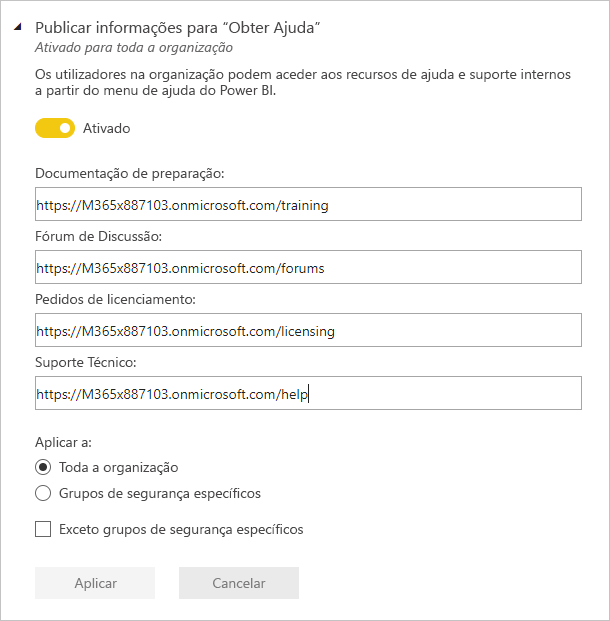 Publicar informações para “Obter Ajuda”
Ativado para toda a organização
Os utilizadores na organização podem aceder aos recursos de ajuda e suporte internos
a partir do menu de ajuda do Power BI.
Ativado
Documentação de preparação:
https://M365x887103.onmicrosoft.com/training
Fórum de Discussão:
https://M365x887103.onmicrosoft.com/forums
Pedidos de licenciamento:
https://M365x887103.onmicrosoft.com/licensing
Suporte Técnico:
https://M365x887103.onmicrosoft.com/help
Aplicar a:
Toda a organização
Grupos de segurança específicos
Exceto grupos de segurança específicos
Aplicar Cancelar